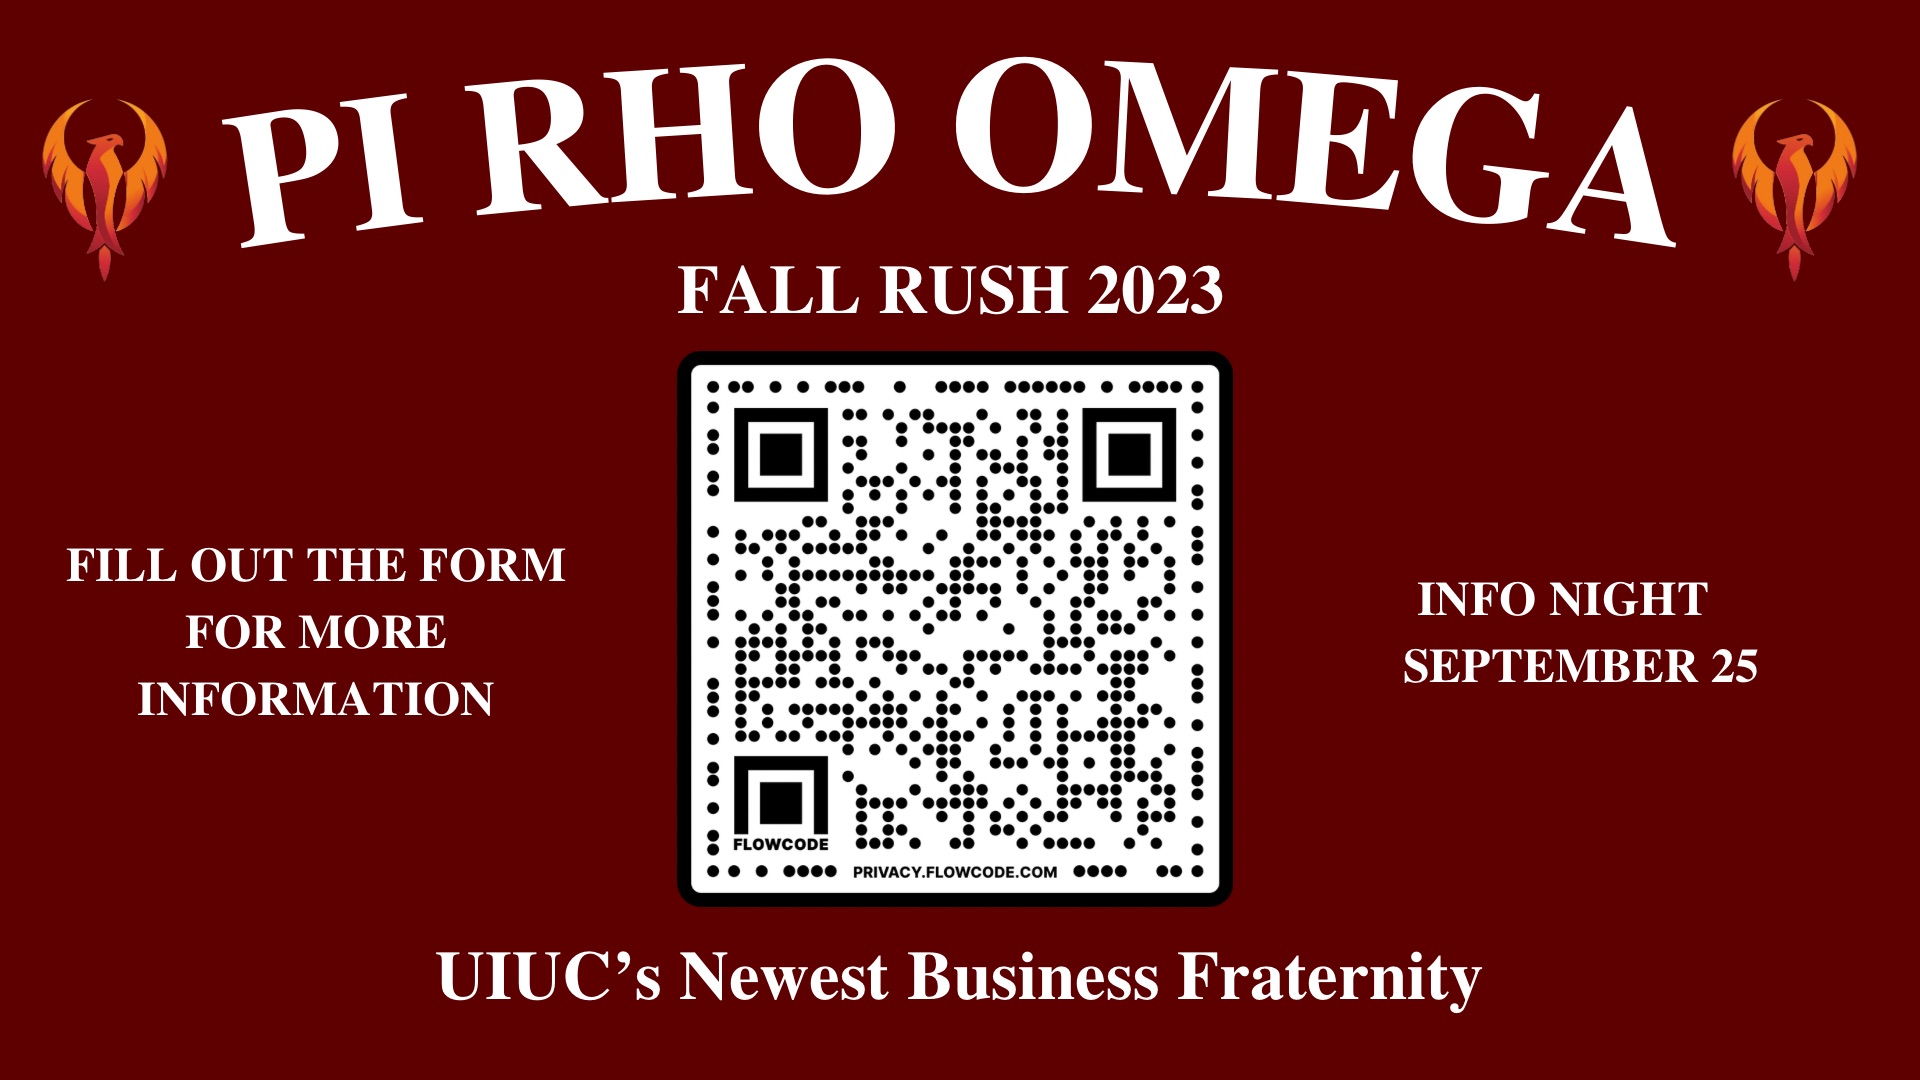 PI RHO OMEGA
FALL RUSH 2023
FILL OUT THE FORM
FOR MORE
INFORMATION
INFO NIGHT
SEPTEMBER 25
FLOWCODE
PRIVACY.FLOWCODE.COM
UIUC’s Newest Business Fraternity